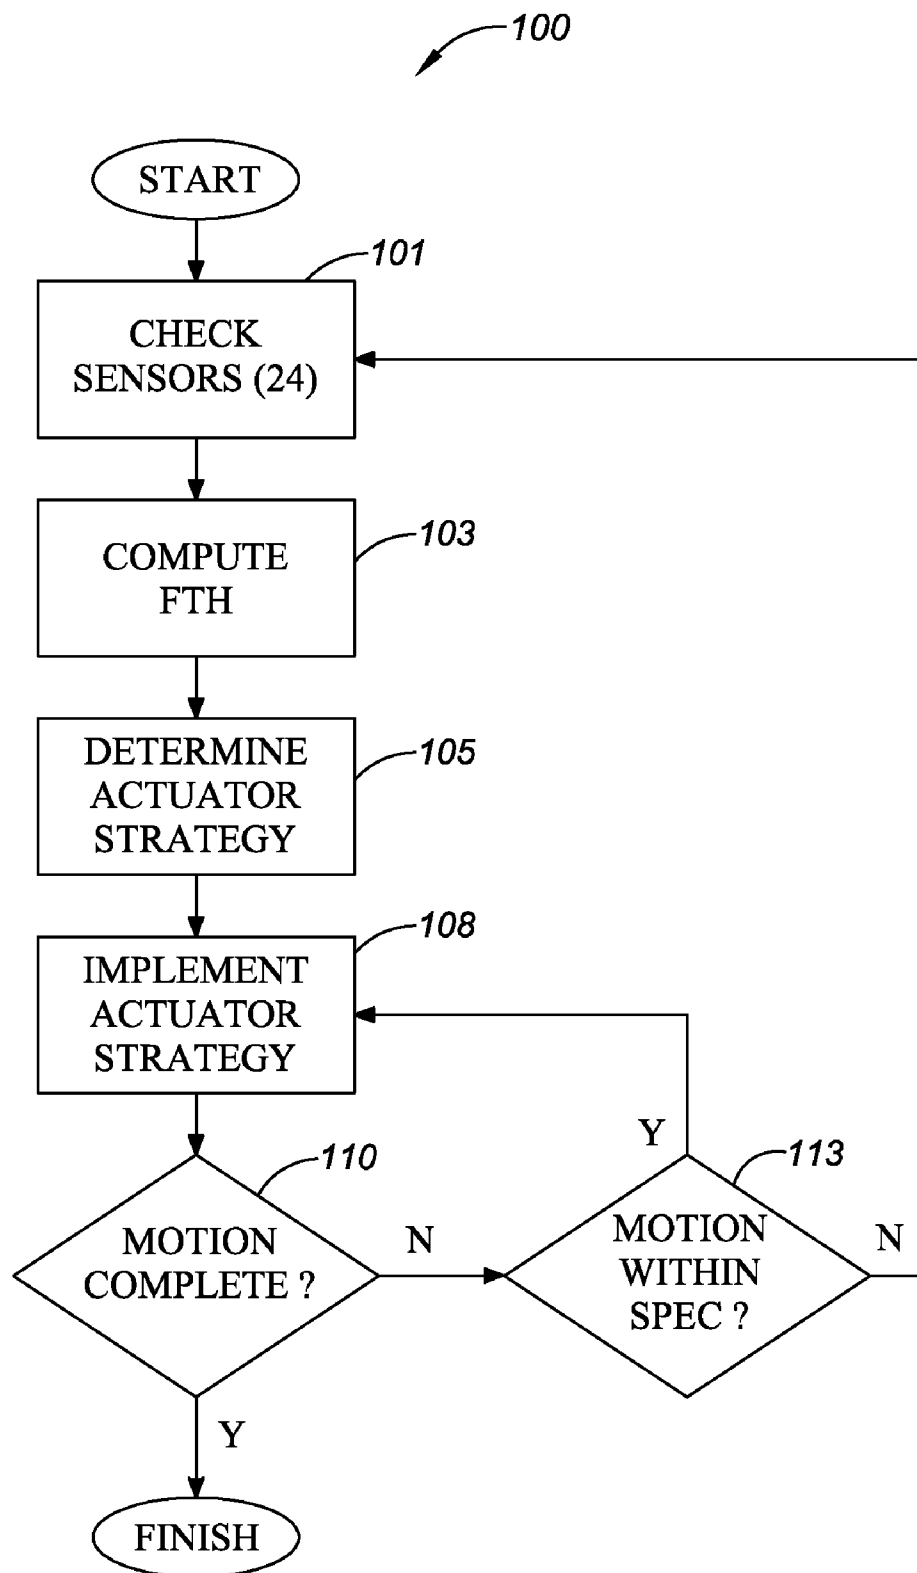 100
START
101
CHECK
SENSORS (24)
103
COMPUTE
FTH
105
DETERMINE
ACTUATOR
STRATEGY
108
IMPLEMENT
ACTUATOR
STRATEGY
110
MOTION
COMPLETE ?
N
Y
113
MOTION
WITHIN
SPEC ?
Y
N
FINISH